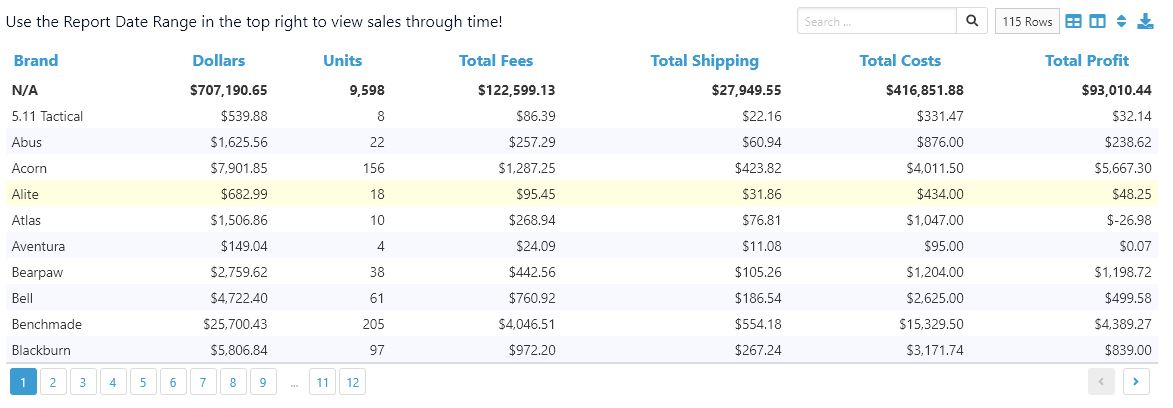 Use the Report Date Range in the top right to view sales through time!
Search ...
115 Rows
Brand Dollars Units Total Fees Total Shipping Total Costs Total Profit
N/A $707,190.65 9,598 $122,599.13 $27,949.55 $416,851.88 $93,010.44
5.11 Tactical $539.88 8 $86.39 $22.16 $331.47 $32.14
Abus $1,625.56 22 $257.29 $60.94 $876.00 $238.62
Acorn $7,901.85 156 $1,287.25 $423.82 $4,011.50 $5,667.30
Alite $682.99 18 $95.45 $31.86 $434.00 $48.25
Atlas $1,506.86 10 $268.94 $76.81 $1,047.00 $-26.98
Aventura $149.04 4 $24.09 $11.08 $95.00 $0.07
Bearpaw $2,759.62 38 $442.56 $105.26 $1,204.00 $1,198.72
Bell $4,722.40 61 $760.92 $186.54 $2,625.00 $499.58
Benchmade $25,700.43 205 $4,046.51 $554.18 $15,329.50 $4,389.27
Blackburn $5,806.84 97 $972.20 $267.24 $3,171.74 $839.00
1 2 3 4 5 6 7 8 9 ... 11 12